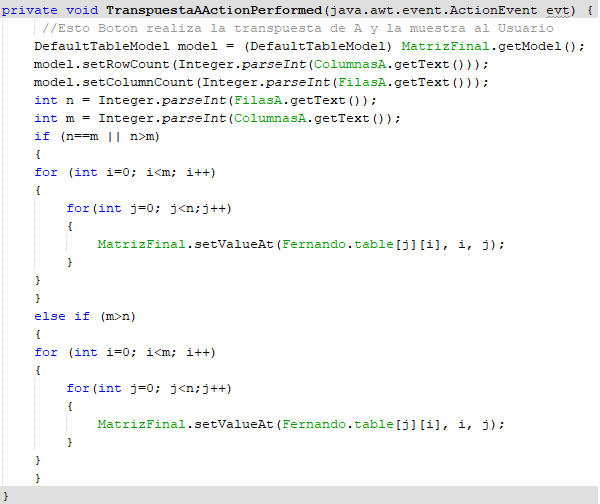 private void TranspuestaAActionPerformed(java.awt.event.ActionEvent evt) {
//Esto Boton realiza la transpuesta de A y la muestra al Usuario
DefaultTableModel model = (DefaultTableModel) MatrizFinal.getModel();
model.setRowCount(Integer.parseInt(ColumnasA.getText()));
model.setColumnCount(Integer.parseInt(FilasA.getText()));
int n = Integer.parseInt(FilasA.getText());
int m = Integer.parseInt(ColumnasA.getText());
if (n==m || n>m)
{
for (int i=0; i<m; i++)
{
for(int j=0; j<n;j++)
{
MatrizFinal.setValueAt(Fernando.table[j][i], i, j);
}
}
}
else if (m>n)
{
for (int i=0; i<m; i++)
{
for(int j=0; j<n;j++)
{
MatrizFinal.setValueAt(Fernando.table[j][i], i, j);
}
}
}
}